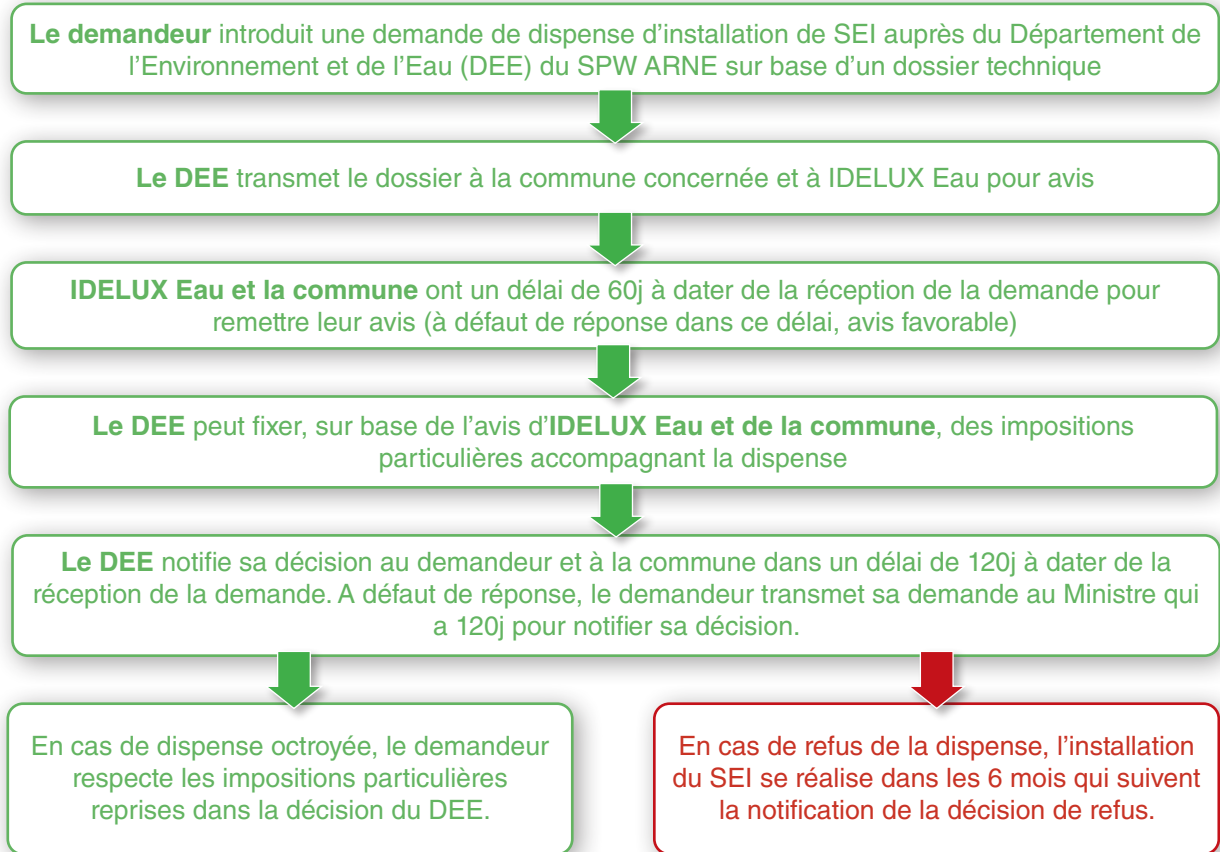 Le demandeur introduit une demande de dispense d'installation de SEI auprès du Département de
l'Environnement et de l'Eau (DEE) du SPW ARNE sur base d'un dossier technique
Le DEE transmet le dossier à la commune concernée et à IDELUX Eau pour avis
IDELUX Eau et la commune ont un délai de 60j à dater de la réception de la demande pour
remettre leur avis (à défaut de réponse dans ce délai, avis favorable)
Le DEE peut fixer, sur base de l'avis d'IDELUX Eau et de la commune, des impositions
particulières accompagnant la dispense
Le DEE notifie sa décision au demandeur et à la commune dans un délai de 120j à dater de la
réception de la demande. A défaut de réponse, le demandeur transmet sa demande au Ministre qui
a 120j pour notifier sa décision.
En cas de dispense octroyée, le demandeur
respecte les impositions particulières
reprises dans la décision du DEE.
En cas de refus de la dispense, l'installation
du SEI se réalise dans les 6 mois qui suivent
la notification de la décision de refus.